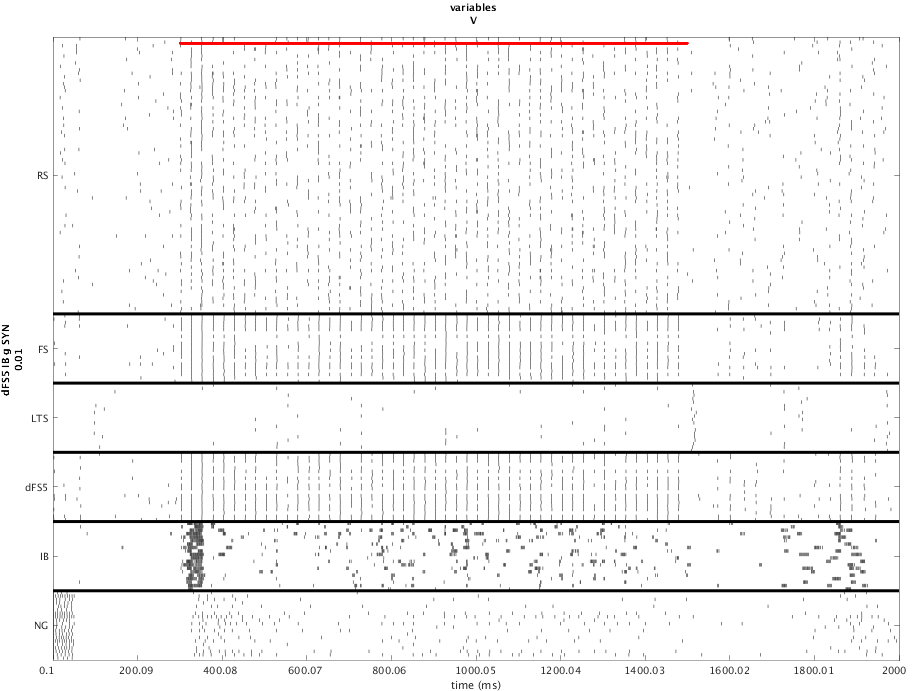 variables
V
RS
FS
LTS
dFS5
IB
NG
dFS5 IB g SYN
0.01
0.1
200.09
400.08
600.07
800.06
1000.05
1200.04
1400.03
1600.02
1800.01
2000
time (ms)